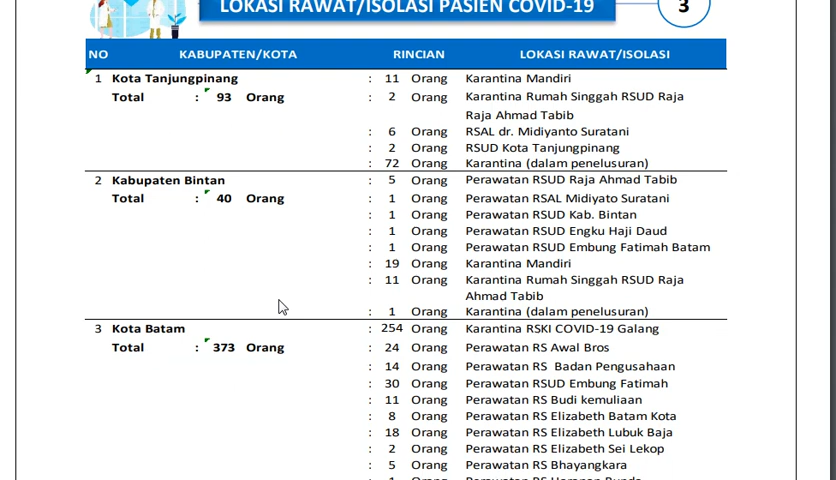 LOKASI RAWAT/ISOLASI PASIEN COVID-19
3
NO KABUPATEN/KOTA RINCIAN LOKASI RAWAT/ISOLASI
1 Kota Tanjungpinang : 11 Orang Karantina Mandiri
Total : 93 Orang : 2 Orang Karantina Rumah Singgah RSUD Raja
Raja Ahmad Tabib
: 6 Orang RSAL dr. Midiyanto Suratani
: 2 Orang RSUD Kota Tanjungpinang
: 72 Orang Karantina (dalam penelusuran)
2 Kabupaten Bintan : 5 Orang Perawatan RSUD Raja Ahmad Tabib
Total : 40 Orang : 1 Orang Perawatan RSAL Midiyato Suratani
: 1 Orang Perawatan RSUD Kab. Bintan
: 1 Orang Perawatan RSUD Engku Haji Daud
: 1 Orang Perawatan RSUD Embung Fatimah Batam
: 19 Orang Karantina Mandiri
: 11 Orang Karantina Rumah Singgah RSUD Raja
Ahmad Tabib
: 1 Orang Karantina (dalam penelusuran)
3 Kota Batam : 254 Orang Karantina RSKI COVID-19 Galang
Total : 373 Orang : 24 Orang Perawatan RS Awal Bros
: 14 Orang Perawatan RS Badan Pengusahaan
: 30 Orang Perawatan RSUD Embung Fatimah
: 11 Orang Perawatan RS Budi kemuliaan
: 8 Orang Perawatan RS Elizabeth Batam Kota
: 18 Orang Perawatan RS Elizabeth Lubuk Baja
: 2 Orang Perawatan RS Elizabeth Sei Lekop
: 5 Orang Perawatan RS Bhayangkara